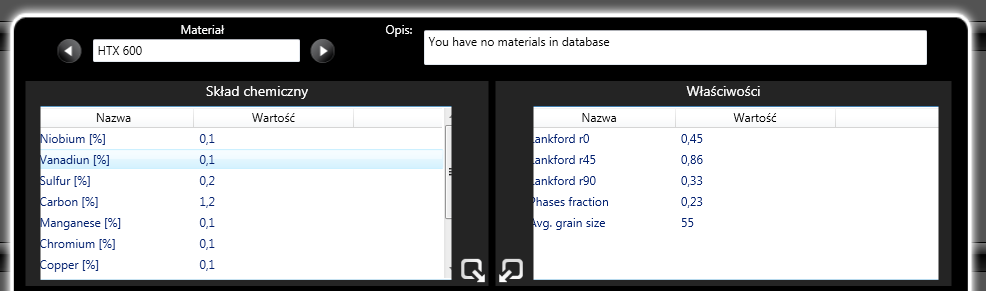 Materiał
Opis:
HTX 600
You have no materials in database
Skład chemiczny
Nazwa Wartość
Niobium [%] 0,1
Vanadiun [%] 0,1
Sulfur [%] 0,2
Carbon [%] 1,2
Manganese [%] 0,1
Chromium [%] 0,1
Copper [%] 0,1
Właściwości
Nazwa Wartość
Lankford r0 0,45
Lankford r45 0,86
Lankford r90 0,33
Phases fraction 0,23
Avg. grain size 55